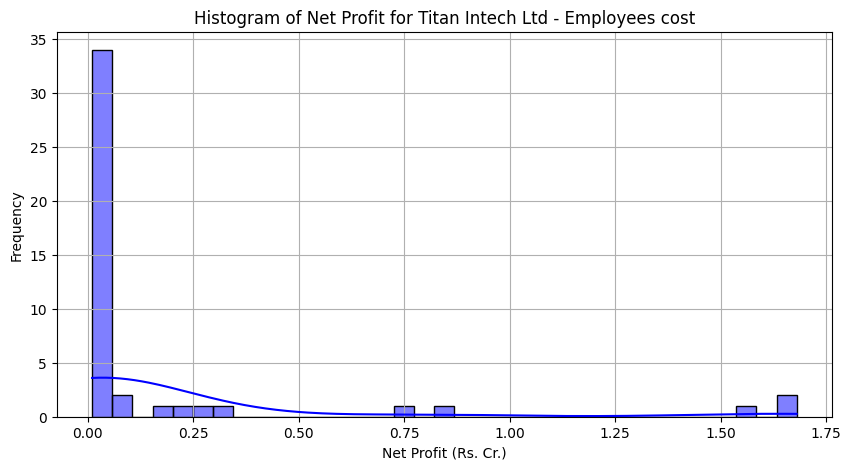 Histogram of Net Profit for Titan Intech Ltd - Employees cost
35
30
25
20
15
10
5
0
Frequency
0.00 0.25 0.50 0.75 1.00 1.25 1.50 1.75
Net Profit (Rs. Cr.)